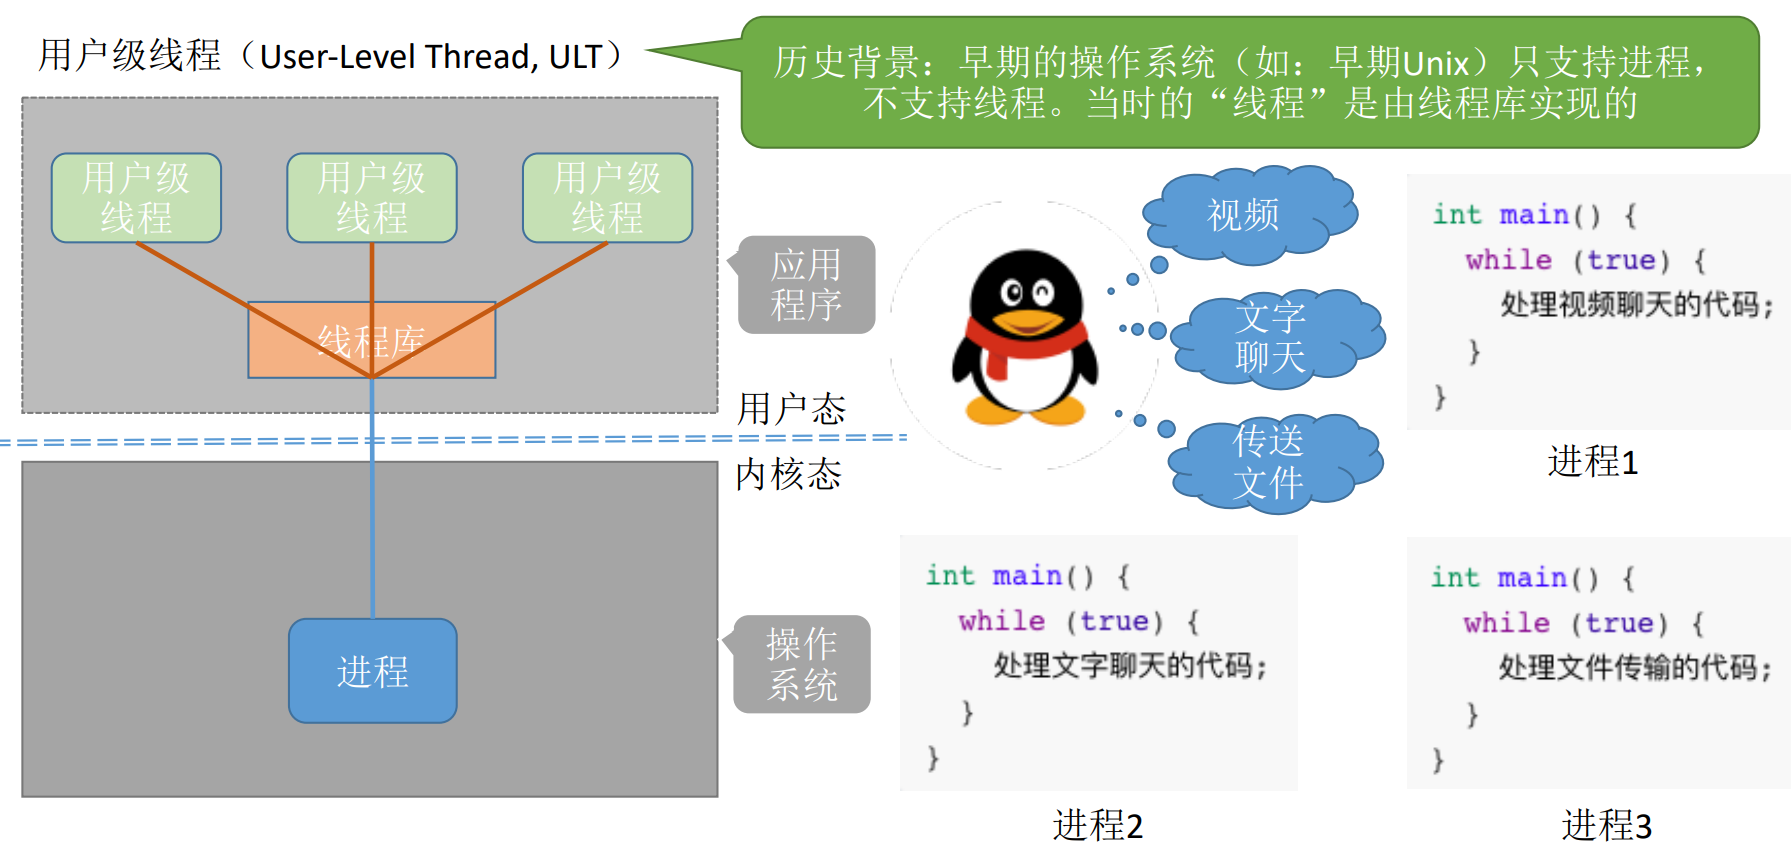 用户级线程（User-Level Thread, ULT）
历史背景：早期的操作系统（如：早期Unix）只支持进程，
不支持线程。当时的“线程”是由线程库实现的
用户级
线程
用户级
线程
用户级
线程
线程库
应用
程序
用户态
内核态
进程
操作
系统
视频
文字
聊天
传送
文件
int main() {
while (true) {
处理视频聊天的代码;
}
}
进程1
int main() {
while (true) {
处理文字聊天的代码;
}
}
进程2
int main() {
while (true) {
处理文件传输的代码;
}
}
进程3